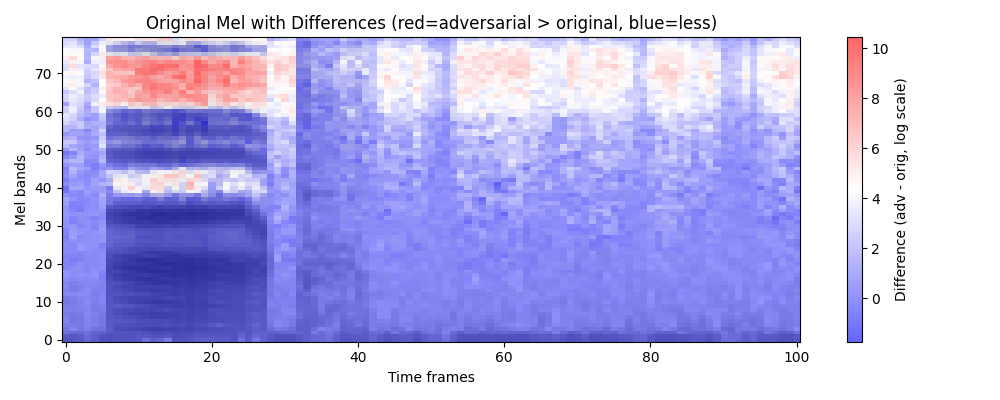 Original Mel with Differences (red=adversarial > original, blue=less)
Mel bands
70
60
50
40
30
20
10
0
0 20 40 60 80 100
Time frames
10
8
6
4
2
0
Difference (adv - orig, log scale)